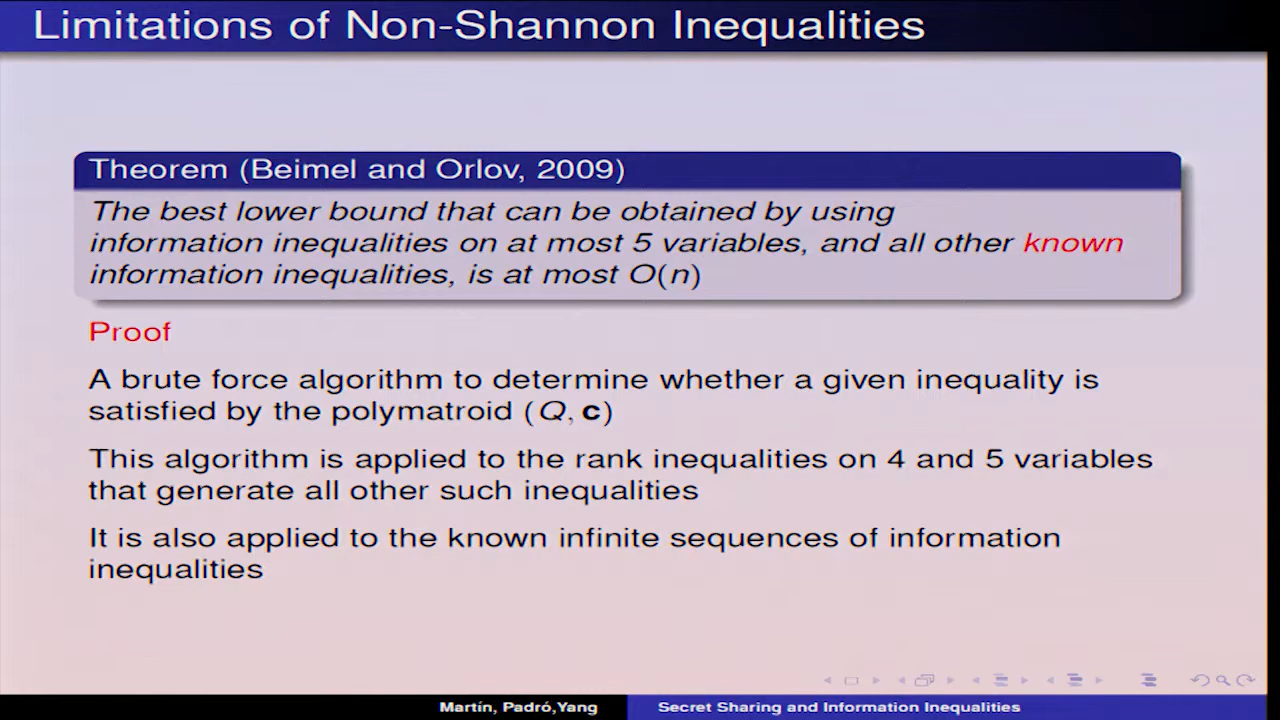 Limitations of Non-Shannon Inequalities
Theorem (Beimel and Orlov, 2009)
The best lower bound that can be obtained by using
information inequalities on at most 5 variables, and all other known
information inequalities, is at most O(n)
Proof
A brute force algorithm to determine whether a given inequality is
satisfied by the polymatroid (Q, c)
This algorithm is applied to the rank inequalities on 4 and 5 variables
that generate all other such inequalities
It is also applied to the known infinite sequences of information
inequalities
Martín, Padró,Yang
Secret Sharing and Information Inequalities